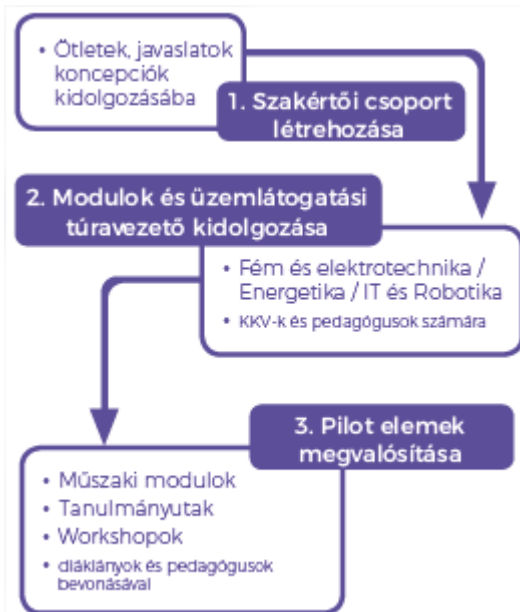 • Ötletek, javaslatok
koncepciók
kidolgozásába
1. Szakértői csoport
létrehozása
2. Modulok és üzemlátogatási
túravezető kidolgozása
• Fém és elektrotechnika /
Energetika / IT és Robotika
• KKV-k és pedagógusok számára
3. Pilot elemek
megvalósítása
• Műszaki modulok
• Tanulmányutak
• Workshopok
• diáklányok és pedagógusok
bevonásával